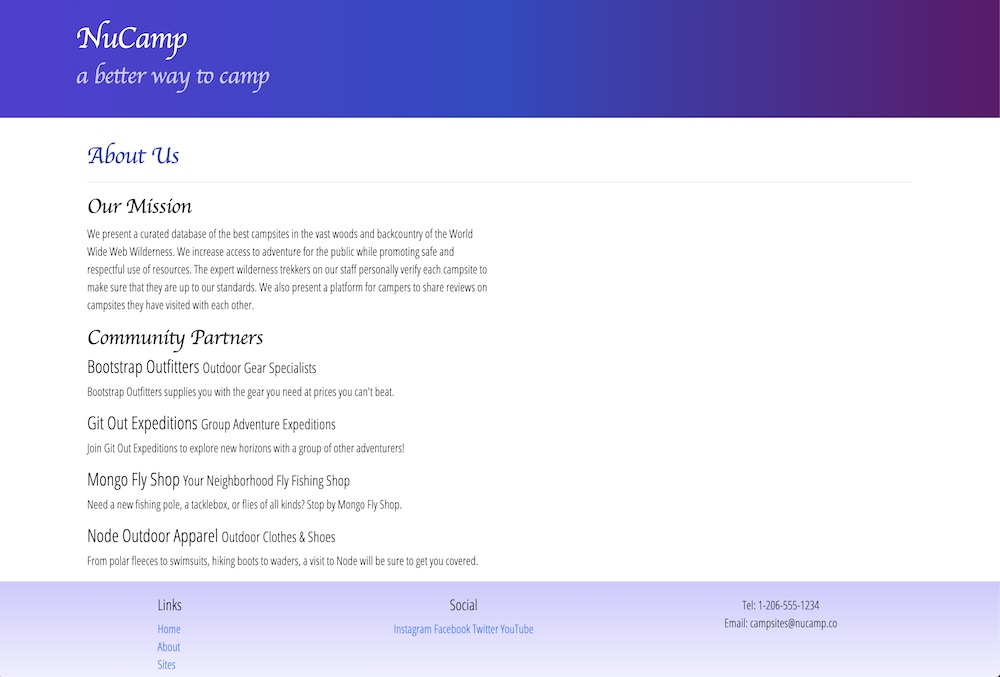 NuCamp
a better way to camp
About Us
Our Mission
We present a curated database of the best campsites in the vast woods and backcountry of the World
Wide Web Wilderness. We increase access to adventure for the public while promoting safe and
respectful use of resources. The expert wilderness trekkers on our staff personally verify each campsite to
make sure that they are up to our standards. We also present a platform for campers to share reviews on
campsites they have visited with each other.
Community Partners
Bootstrap Outfitters Outdoor Gear Specialists
Bootstrap Outfitters supplies you with the gear you need at prices you can't beat.
Git Out Expeditions Group Adventure Expeditions
Join Git Out Expeditions to explore new horizons with a group of other adventurers!
Mongo Fly Shop Your Neighborhood Fly Fishing Shop
Need a new fishing pole, a tacklebox, or flies of all kinds? Stop by Mongo Fly Shop.
Node Outdoor Apparel Outdoor Clothes & Shoes
From polar fleeces to swimsuits, hiking boots to waders, a visit to Node will be sure to get you covered.
Links
Home
About
Sites
Social
Instagram Facebook Twitter YouTube
Tel: 1-206-555-1234
Email: campsites@nucamp.co